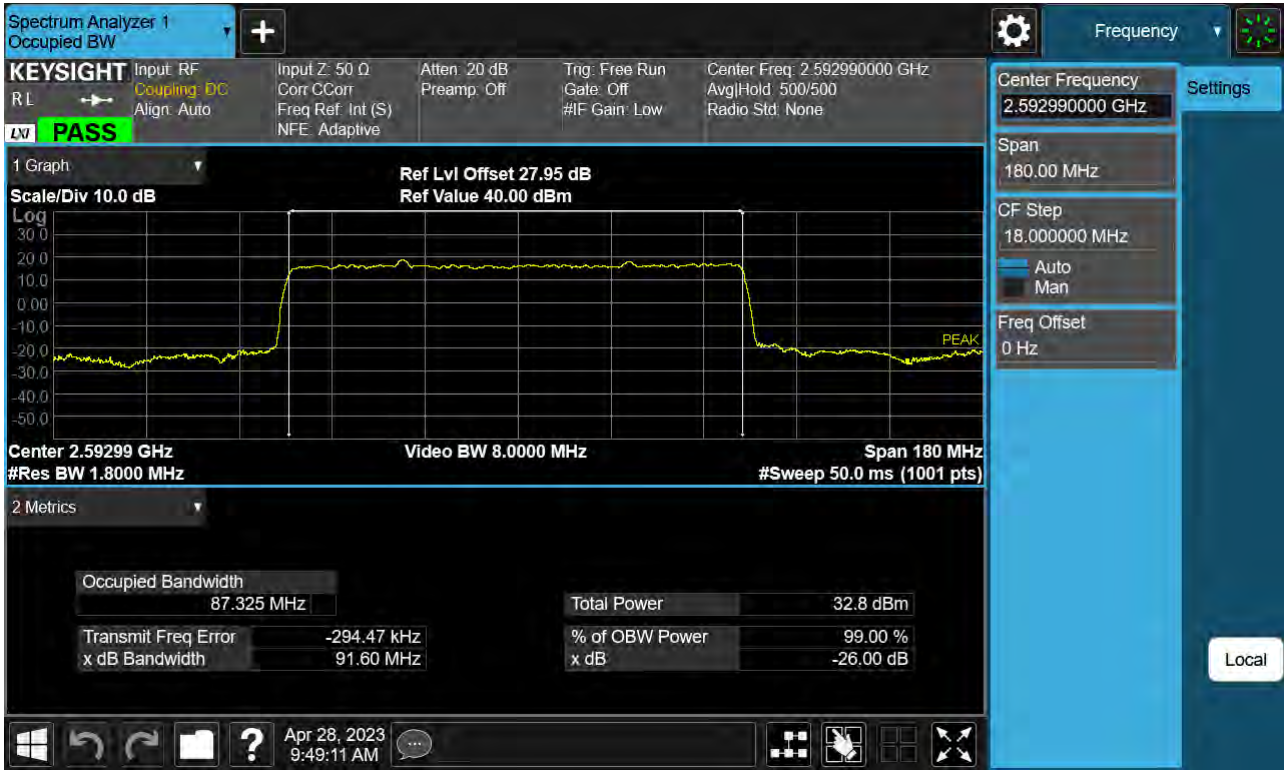 Spectrum Analyzer 1
Occupied BW
+
Frequency
KEYSIGHT
RL
LXI PASS
Input: RF
Coupling: DC
Align: Auto
Input Z: 50 Ω
Corr CCorr
Freq Ref: Int (S)
NFE: Adaptive
Atten: 20 dB
Preamp: Off
Trig: Free Run
Gate: Off
#IF Gain: Low
Center Freq: 2.592990000 GHz
Avg|Hold: 500/500
Radio Std: None
1 Graph
Scale/Div 10.0 dB
Ref Lvl Offset 27.95 dB
Ref Value 40.00 dBm
Log
30.0
20.0
10.0
0.00
-10.0
-20.0
-30.0
-40.0
-50.0
PEAK
Center 2.59299 GHz
Video BW 8.0000 MHz
Span 180 MHz
#Res BW 1.8000 MHz
#Sweep 50.0 ms (1001 pts)
2 Metrics
Occupied Bandwidth
87.325 MHz
Total Power 32.8 dBm
Transmit Freq Error -294.47 kHz
% of OBW Power 99.00 %
x dB Bandwidth 91.60 MHz
x dB -26.00 dB
Center Frequency
2.592990000 GHz
Settings
Span
180.00 MHz
CF Step
18.000000 MHz
Auto
Man
Freq Offset
0 Hz
Local
?
Apr 28, 2023
9:49:11 AM